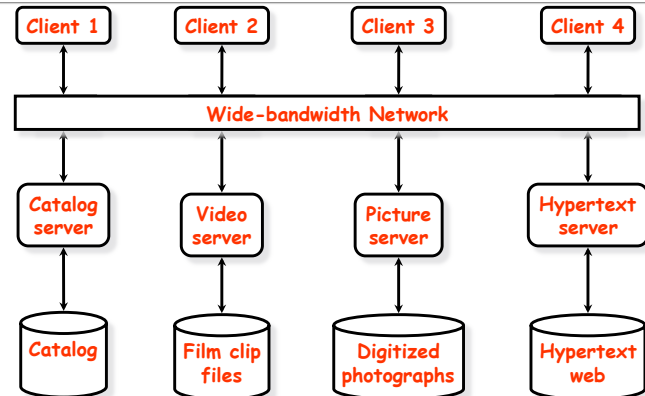 Client 1
Client 2
Client 3
Client 4
Wide-bandwidth Network
Catalog
server
Video
server
Picture
server
Hypertext
server
Catalog
Film clip
files
Digitized
photographs
Hypertext
web